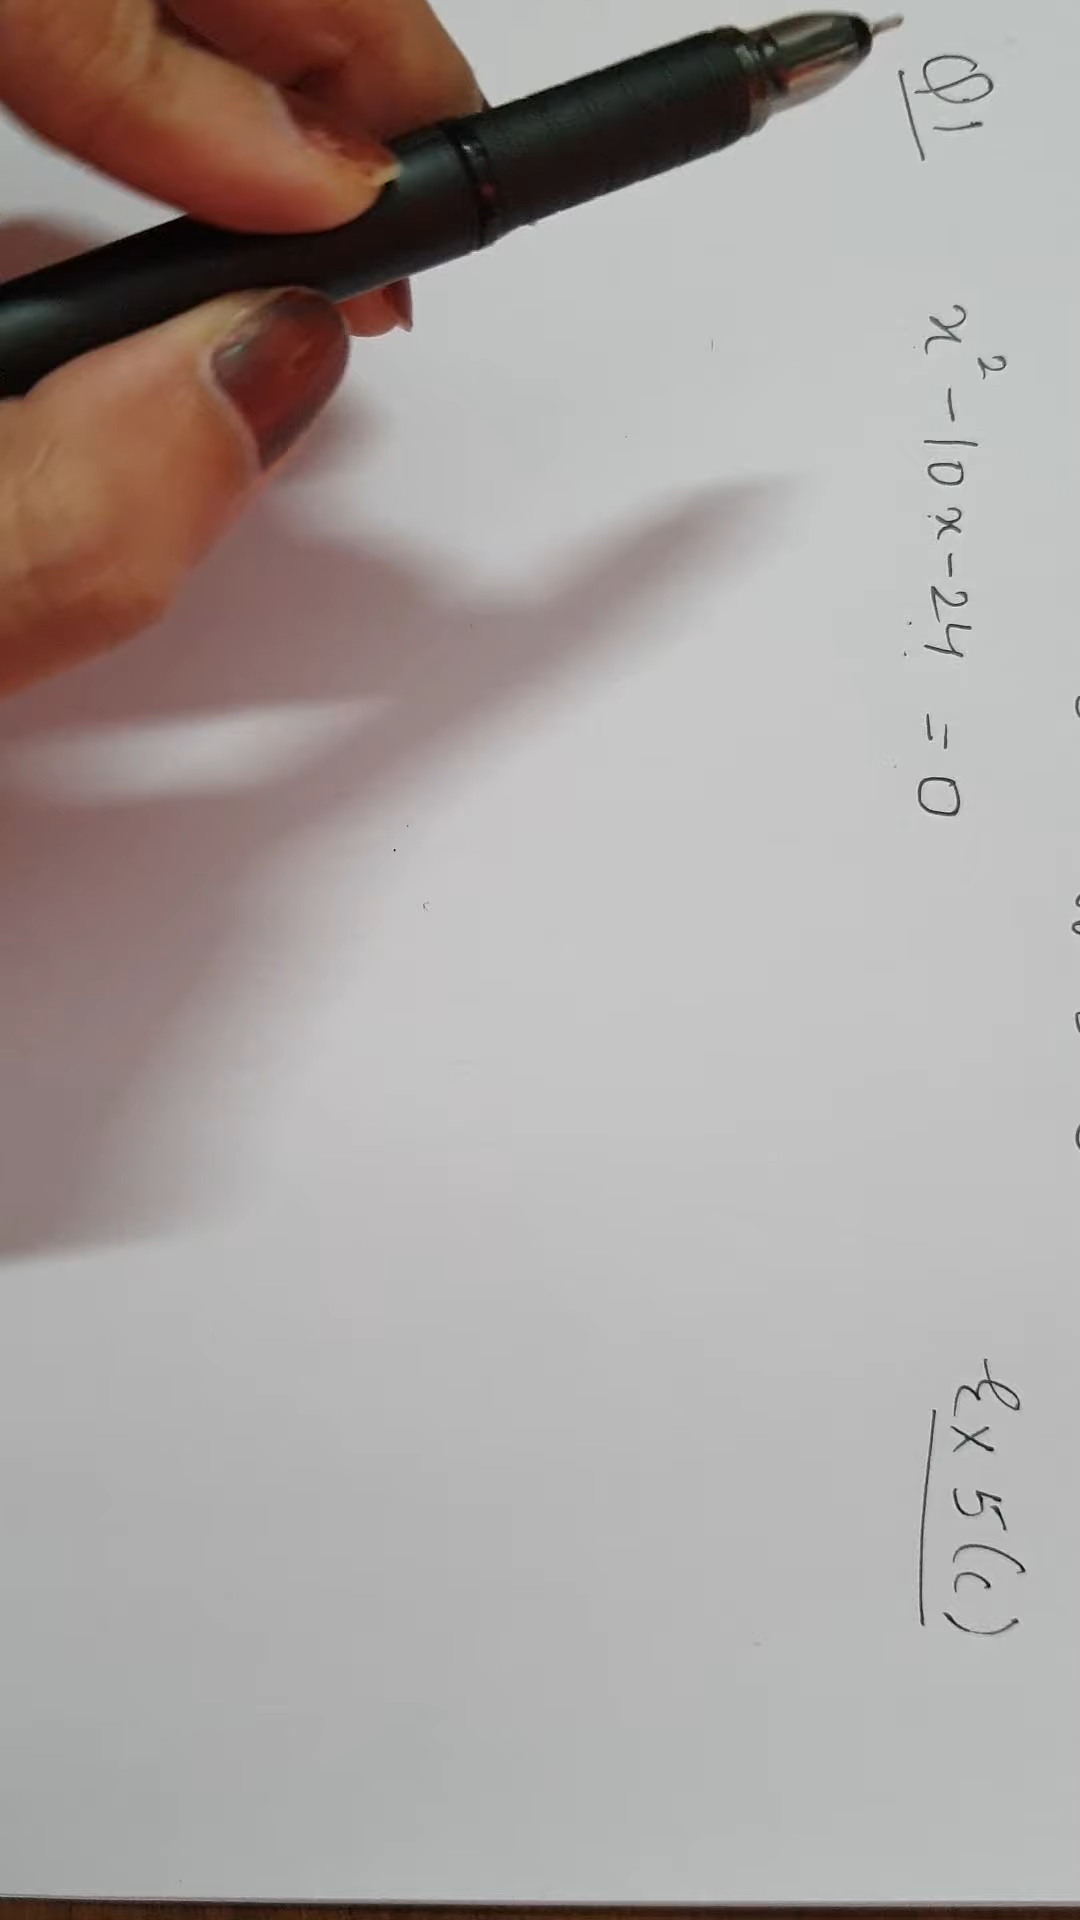 Ex 5(c)
Q1 x² - 10x - 24 = 0